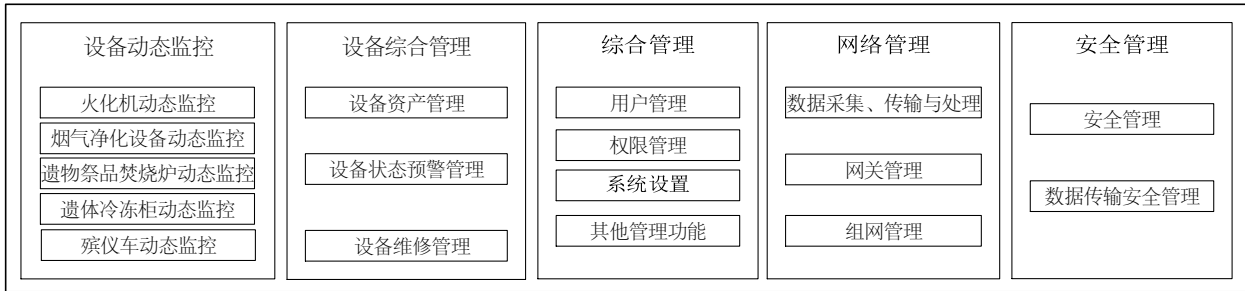 设备动态监控
火化机动态监控
烟气净化设备动态监控
遗物祭品焚烧炉动态监控
遗体冷冻柜动态监控
殡仪车动态监控
设备综合管理
设备资产管理
设备状态预警管理
设备维修管理
综合管理
用户管理
权限管理
系统设置
其他管理功能
网络管理
数据采集、传输与处理
网关管理
组网管理
安全管理
安全管理
数据传输安全管理